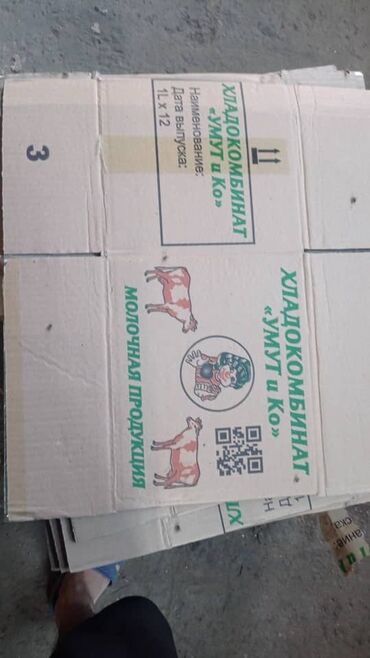 ХЛАДОКОМБИНАТ
«УМУТ и Ко»
Наименование:
Дата выпуска:
1L x 12
3
ХЛАДОКОМБИНАТ
«УМУТ и Ко»
МОЛОЧНАЯ ПРОДУКЦИЯ